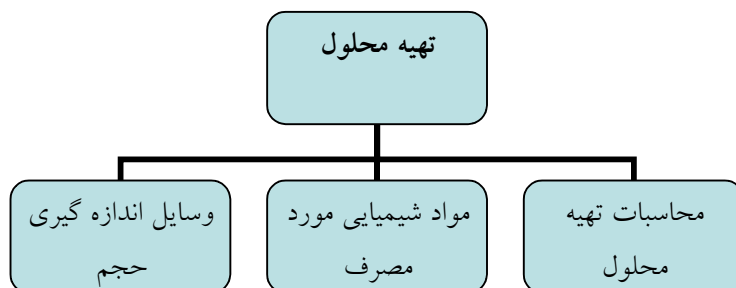 تهیه محلول
محاسبات تهیه
محلول
مواد شیمیایی مورد
مصرف
وسایل اندازه گیری
حجم